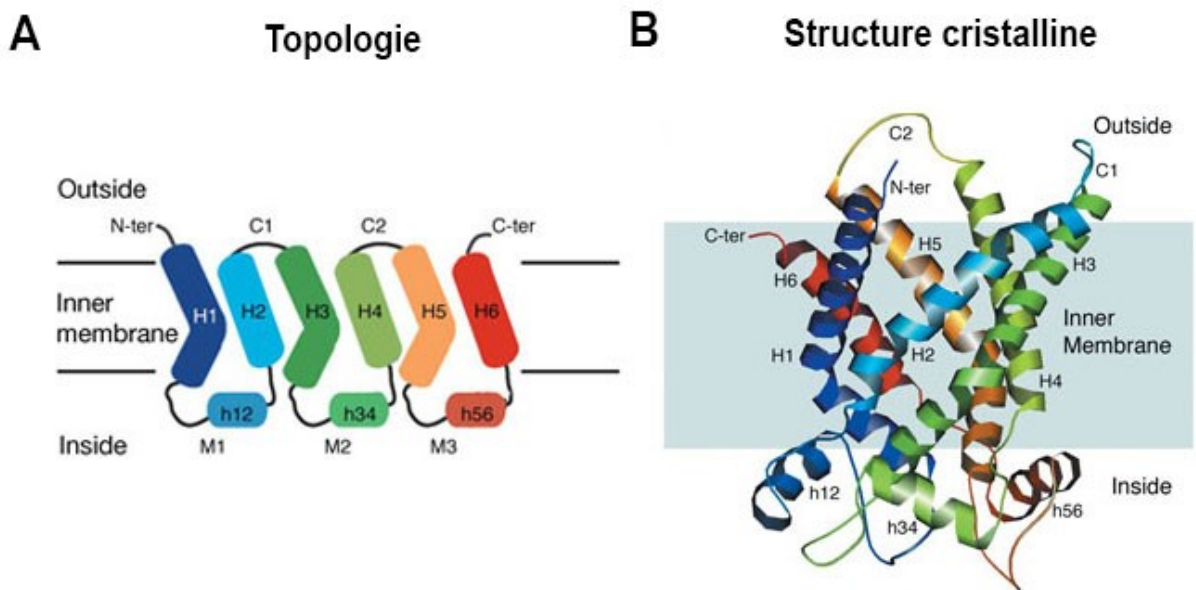 A
Topologie
Outside
N-ter
C1
C2
C-ter
Inner
membrane
H1
H2
H3
H4
H5
H6
h12
h34
h56
Inside
M1
M2
M3
B
Structure cristalline
C2
Outside
N-ter
C1
C-ter
H5
H6
H3
Inner
Membrane
H1
H2
H4
h12
h34
h56
Inside